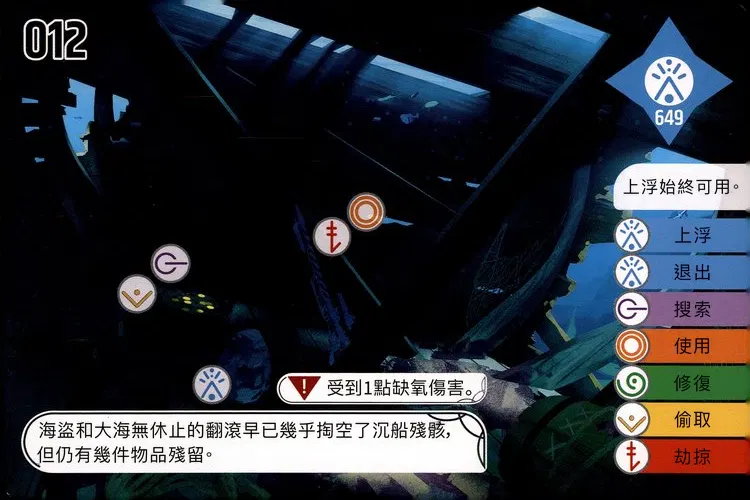 012
649
上浮始終可用。
上浮
退出
搜索
使用
修復
偷取
劫掠
受到1點缺氧傷害。
海盜和大海無休止的翻滾早已幾乎掏空了沉船殘骸，
但仍有幾件物品殘留。